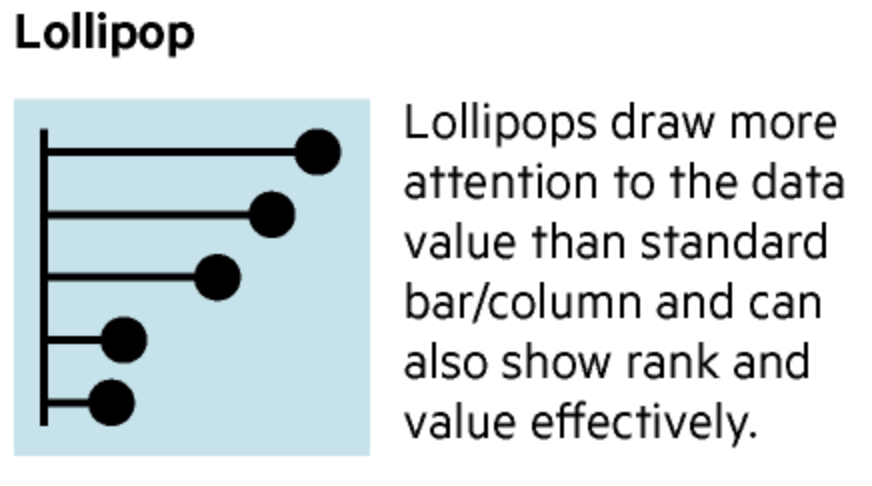 Lollipop
Lollipops draw more
attention to the data
value than standard
bar/column and can
also show rank and
value effectively.